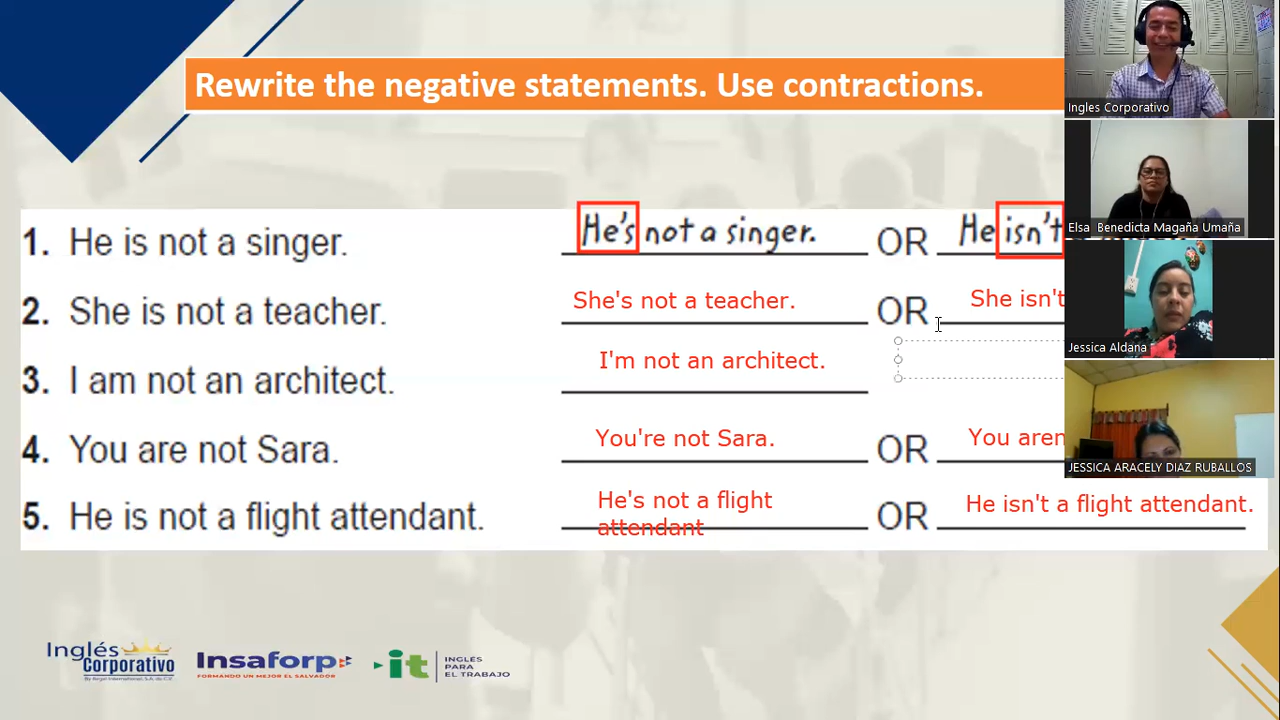 Rewrite the negative statements. Use contractions.
Ingles Corporativo
Elsa Benedicta Magaña Umaña
Jessica Aldana
JESSICA ARACELY DIAZ RUBALLOS
1. He is not a singer. He's not a singer. OR He isn't
2. She is not a teacher. She's not a teacher. OR She isn't
3. I am not an architect. I'm not an architect.
4. You are not Sara. You're not Sara. OR You aren
5. He is not a flight attendant. He's not a flight OR He isn't a flight attendant.
attendant
Inglés
Corporativo
Insaforp
FORMANDO UN MEJOR EL SALVADOR
it
INGLÉS
PARA
EL TRABAJO